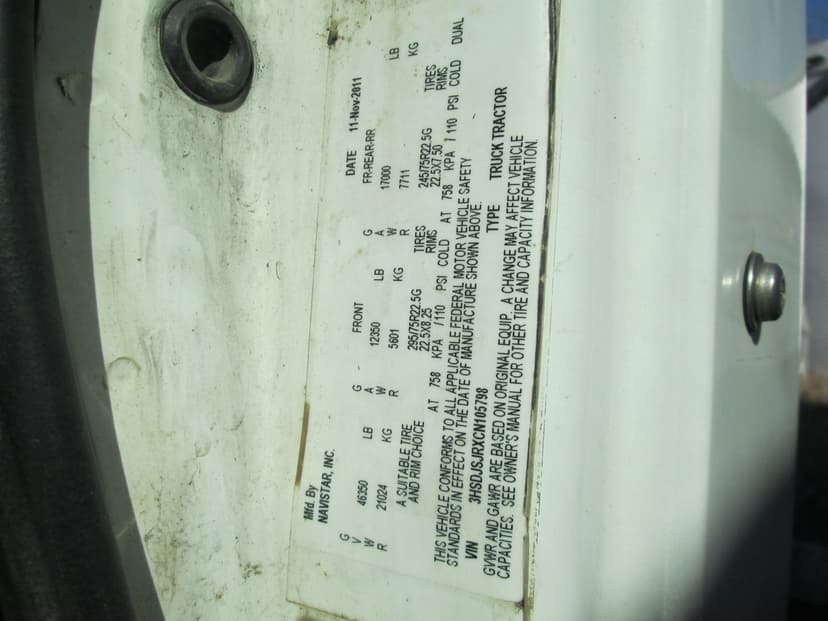 Mfd. By
NAVISTAR, INC.
DATE 11-Nov-2011
G V W R
46350 LB
21024 KG
G A W R
FRONT
12350 LB
5601 KG
G A W R
FR-REAR-RR
17000 LB
7711 KG
A SUITABLE TIRE
AND RIM CHOICE
295/75R22.5G TIRES
22.5X8.25 RIMS
AT 758 KPA /110 PSI COLD
245/75R22.5G TIRES
22.5X7.50 RIMS
AT 758 KPA / 110 PSI COLD DUAL
THIS VEHICLE CONFORMS TO ALL APPLICABLE FEDERAL MOTOR VEHICLE SAFETY
STANDARDS IN EFFECT ON THE DATE OF MANUFACTURE SHOWN ABOVE.
VIN 3HSDJSJRXCN105798 TYPE TRUCK TRACTOR
GVWR AND GAWR ARE BASED ON ORIGINAL EQUIP. A CHANGE MAY AFFECT VEHICLE
CAPACITIES. SEE OWNER'S MANUAL FOR OTHER TIRE AND CAPACITY INFORMATION.